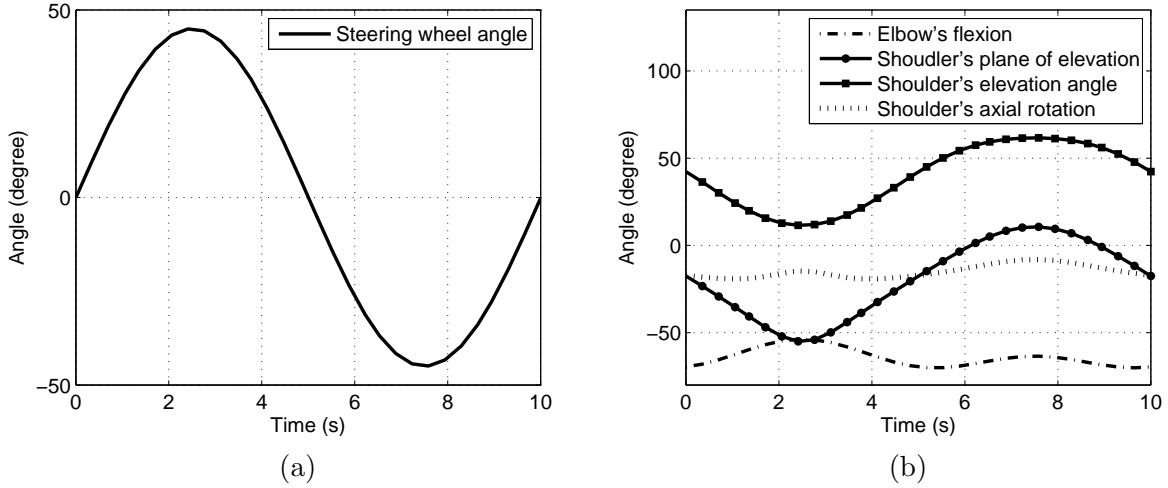 50
0
−50
Angle (degree)
Steering wheel angle
0 2 4 6 8 10
Time (s)
(a)
100
50
0
−50
Angle (degree)
Elbow's flexion
Shoudler's plane of elevation
Shoulder's elevation angle
Shoulder's axial rotation
0 2 4 6 8 10
Time (s)
(b)